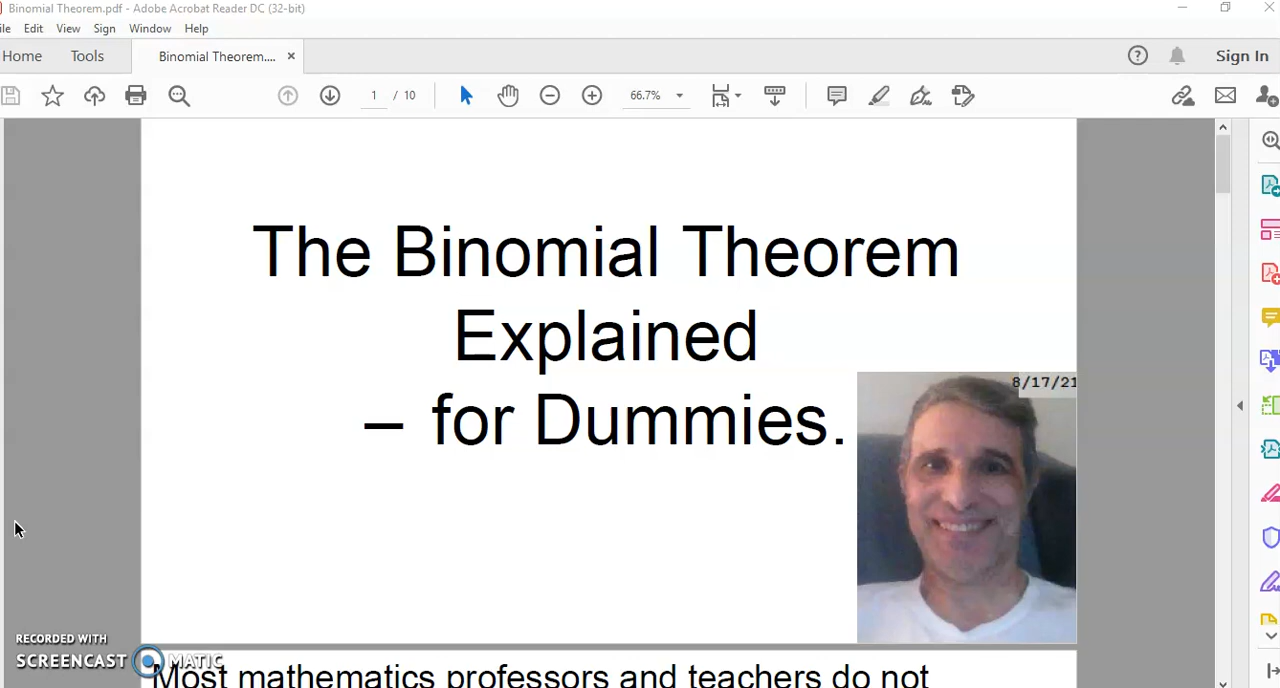 Binomial Theorem.pdf - Adobe Acrobat Reader DC (32-bit)
ile Edit View Sign Window Help
Home Tools Binomial Theorem.... × Sign In
1 / 10 66.7%
The Binomial Theorem
Explained
– for Dummies.
8/17/21
RECORDED WITH
SCREENCAST MATIC
Most mathematics professors and teachers do not